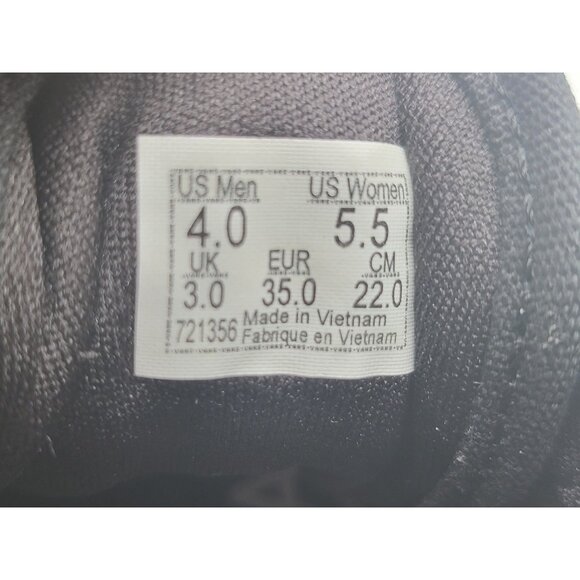 US Men US Women
4.0 5.5
UK EUR CM
3.0 35.0 22.0
721356 Made in Vietnam
Fabrique en Vietnam